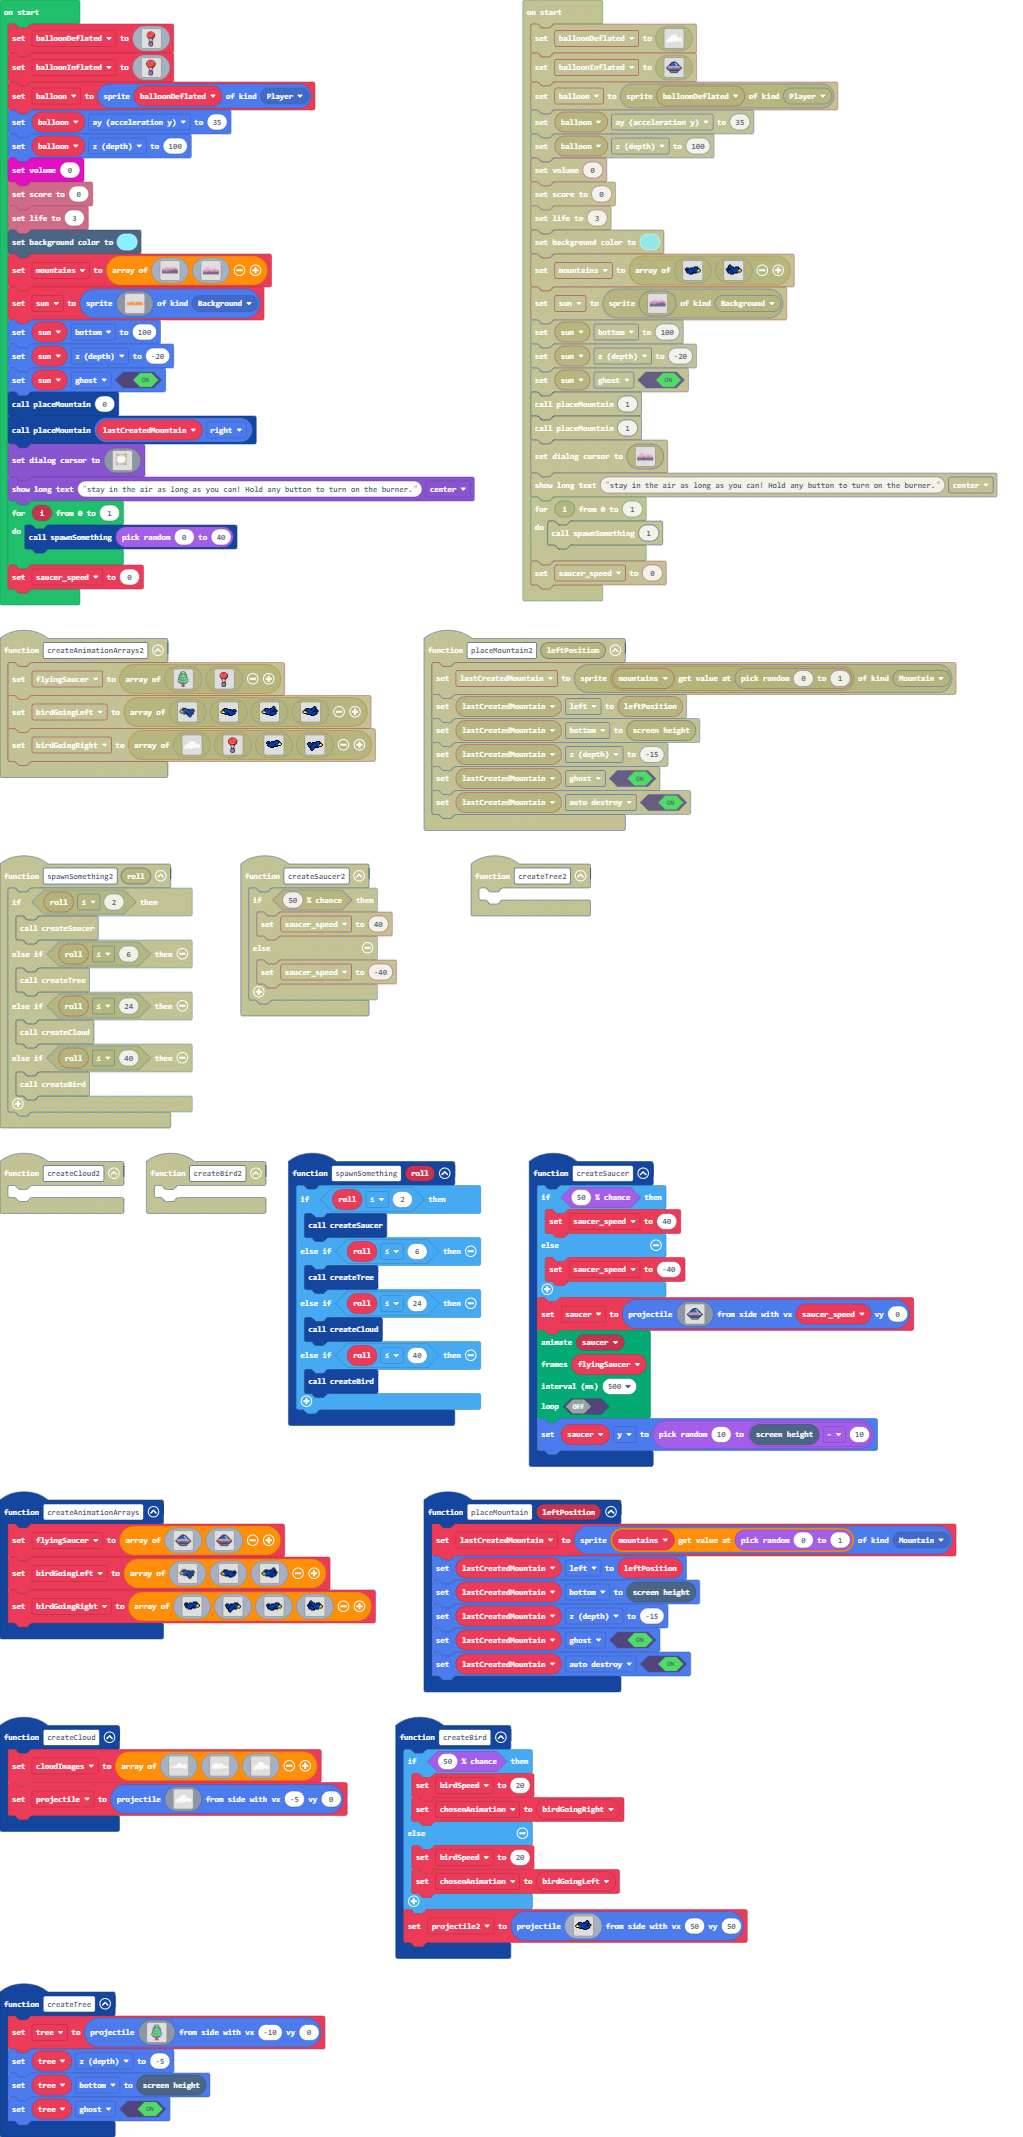 on start
set balloonDeflated to
set balloonInflated to
set balloon to sprite balloonDeflated of kind Player
set balloon ay (acceleration y) to 35
set balloon z (depth) to 100
set volume 0
set score to 0
set life to 3
set background color to
set mountains to array of
set sun to sprite of kind Background
set sun bottom to 100
set sun z (depth) to -20
set sun ghost ON
call placeMountain 0
call placeMountain lastCreatedMountain right
set dialog cursor to
show long text "stay in the air as long as you can! Hold any button to turn on the burner." center
for i from 0 to 1
do call spawnSomething pick random 0 to 40
set saucer_speed to 0
on start
set balloonDeflated to
set balloonInflated to
set balloon to sprite balloonDeflated of kind Player
set balloon ay (acceleration y) to 35
set balloon z (depth) to 100
set volume 0
set score to 0
set life to 3
set background color to
set mountains to array of
set sun to sprite of kind Background
set sun bottom to 100
set sun z (depth) to -20
set sun ghost ON
call placeMountain 1
call placeMountain 1
set dialog cursor to
show long text "stay in the air as long as you can! Hold any button to turn on the burner." center
for i from 0 to 1
do call spawnSomething 1
set saucer_speed to 0
function createAnimationArrays2
set flyingSaucer to array of
set birdGoingLeft to array of
set birdGoingRight to array of
function placeMountain2 leftPosition
set lastCreatedMountain to sprite mountains get value at pick random 0 to 1 of kind Mountain
set lastCreatedMountain left to leftPosition
set lastCreatedMountain bottom to screen height
set lastCreatedMountain z (depth) to -15
set lastCreatedMountain ghost ON
set lastCreatedMountain auto destroy ON
function spawnSomething2 roll
if roll ≤ 2 then
call createSaucer
else if roll ≤ 6 then
call createTree
else if roll ≤ 24 then
call createCloud
else if roll ≤ 40 then
call createBird
function createSaucer2
if 50 % chance then
set saucer_speed to 40
else
set saucer_speed to -40
function createTree2
function createCloud2
function createBird2
function spawnSomething roll
if roll ≤ 2 then
call createSaucer
else if roll ≤ 6 then
call createTree
else if roll ≤ 24 then
call createCloud
else if roll ≤ 40 then
call createBird
function createSaucer
if 50 % chance then
set saucer_speed to 40
else
set saucer_speed to -40
set saucer to projectile from side with vx saucer_speed vy 0
animate saucer
frames flyingSaucer
interval (ms) 500
loop OFF
set saucer y to pick random 10 to screen height - 10
function createAnimationArrays
set flyingSaucer to array of
set birdGoingLeft to array of
set birdGoingRight to array of
function placeMountain leftPosition
set lastCreatedMountain to sprite mountains get value at pick random 0 to 1 of kind Mountain
set lastCreatedMountain left to leftPosition
set lastCreatedMountain bottom to screen height
set lastCreatedMountain z (depth) to -15
set lastCreatedMountain ghost ON
set lastCreatedMountain auto destroy ON
function createCloud
set cloudImages to array of
set projectile to projectile from side with vx -5 vy 0
function createBird
if 50 % chance then
set birdSpeed to 20
set chosenAnimation to birdGoingRight
else
set birdSpeed to 20
set chosenAnimation to birdGoingLeft
set projectile2 to projectile from side with vx 50 vy 50
function createTree
set tree to projectile from side with vx -10 vy 0
set tree z (depth) to -5
set tree bottom to screen height
set tree ghost ON